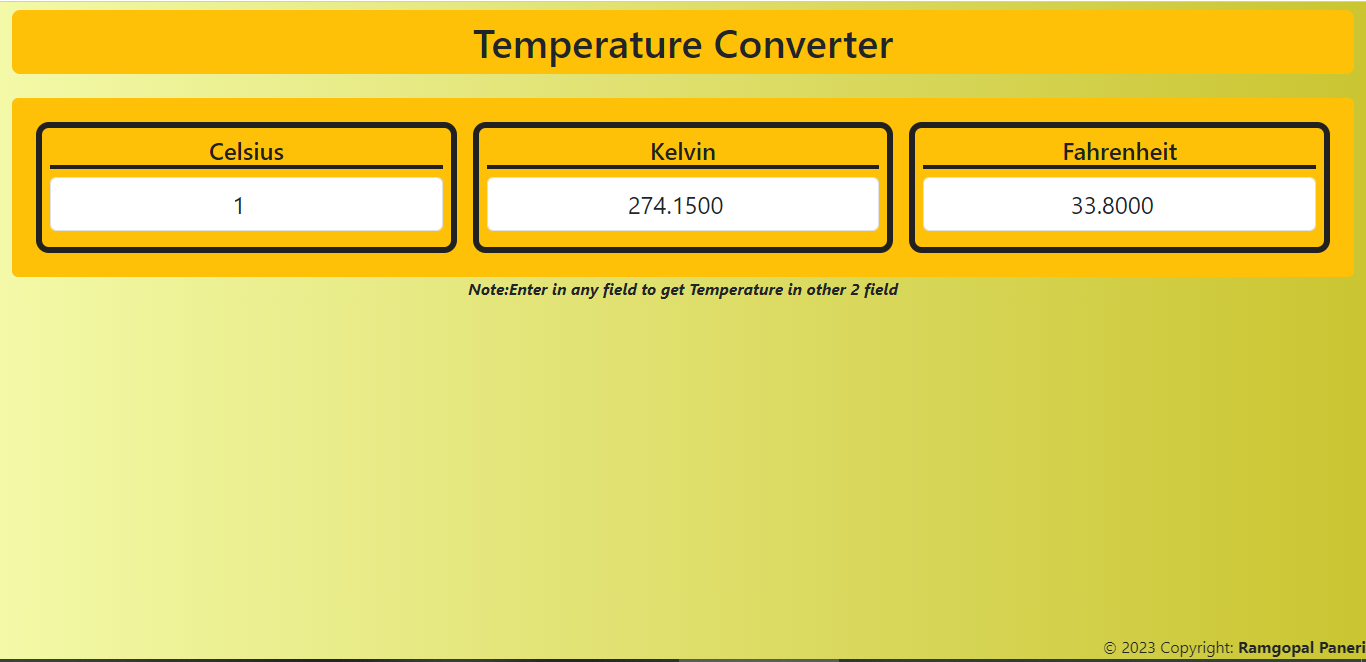 Temperature Converter
Celsius
Kelvin
Fahrenheit
1
274.1500
33.8000
Note:Enter in any field to get Temperature in other 2 field
© 2023 Copyright: Ramgopal Paneri